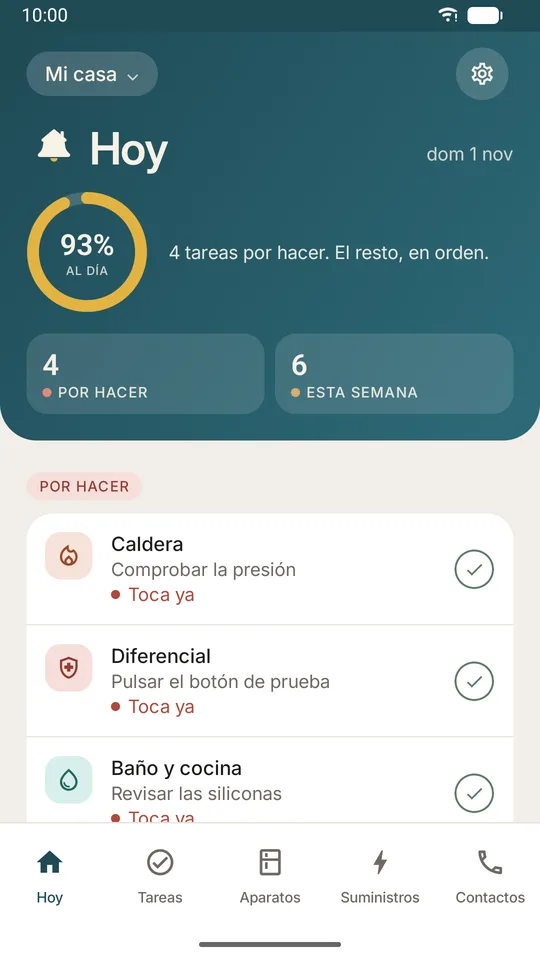 10:00
Mi casa
Hoy
dom 1 nov
93%
AL DÍA
4 tareas por hacer. El resto, en orden.
4
POR HACER
6
ESTA SEMANA
POR HACER
Caldera
Comprobar la presión
Toca ya
Diferencial
Pulsar el botón de prueba
Toca ya
Baño y cocina
Revisar las siliconas
Toca ya
Hoy
Tareas
Aparatos
Suministros
Contactos